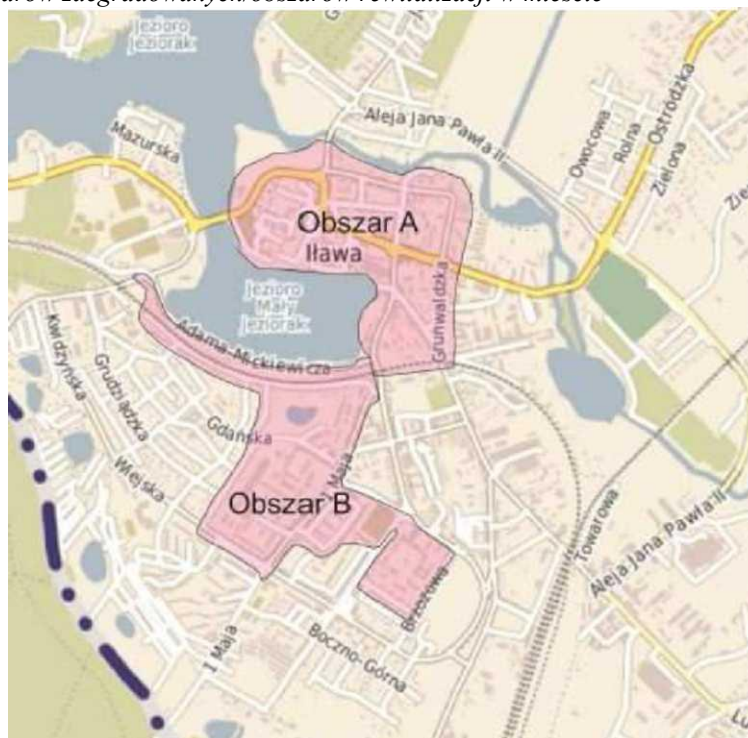 Jezioro
Jeziorak
Mazurska
Aleja Jana Pawła II
Owocowa
Rolna
Ostródzka
Zielona
Obszar A
Iława
Jezioro
Mały
Jeziorak
Grunwaldzka
Adama Mickiewicza
Kwidzyńska
Grudziądzka
Gdańska
Wiejska
Maja
Obszar B
Towarowa
Aleja Jana Pawła II
Brzozowa
1 Maja
Boczno-Górna